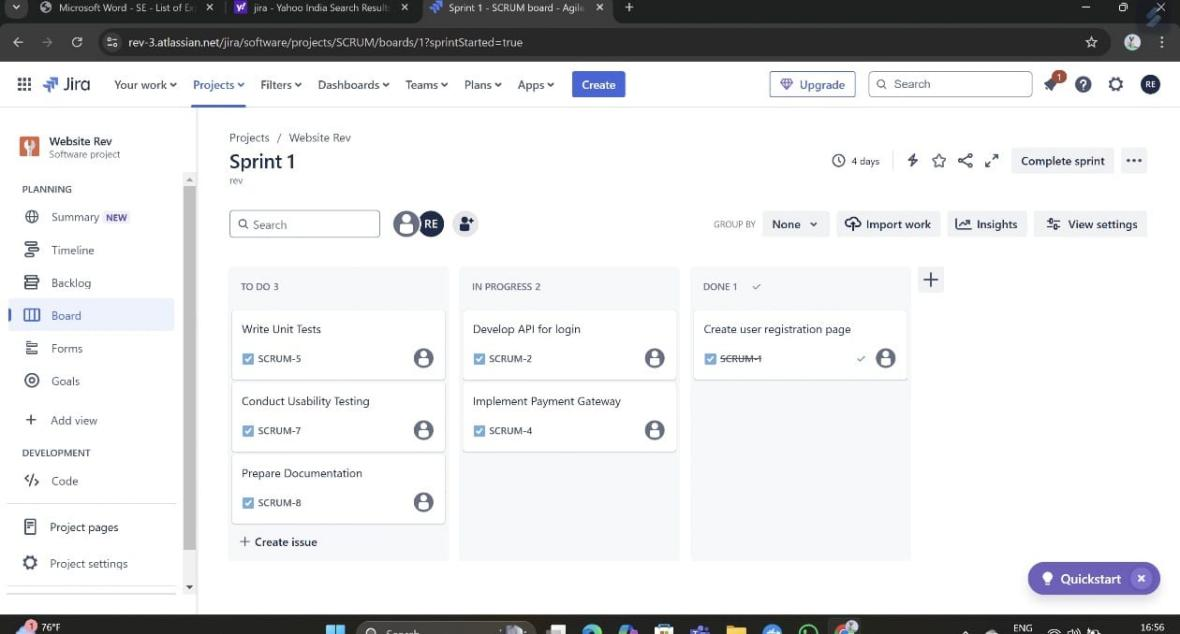 Microsoft Word - SE - List of Ex
jira - Yahoo India Search Results
Sprint 1 - SCRUM board - Agile
rev-3.atlassian.net/jira/software/projects/SCRUM/boards/1?sprintStarted=true
Jira
Your work
Projects
Filters
Dashboards
Teams
Plans
Apps
Create
Upgrade
Search
1
RE
Website Rev
Software project
PLANNING
Summary NEW
Timeline
Backlog
Board
Forms
Goals
Add view
DEVELOPMENT
Code
Project pages
Project settings
Projects / Website Rev
Sprint 1
rev
4 days
Complete sprint
Search
RE
GROUP BY
None
Import work
Insights
View settings
TO DO 3
Write Unit Tests
SCRUM-5
Conduct Usability Testing
SCRUM-7
Prepare Documentation
SCRUM-8
+ Create issue
IN PROGRESS 2
Develop API for login
SCRUM-2
Implement Payment Gateway
SCRUM-4
DONE 1
Create user registration page
SCRUM-1
Quickstart
1
76°F
Search
ENG
16:56